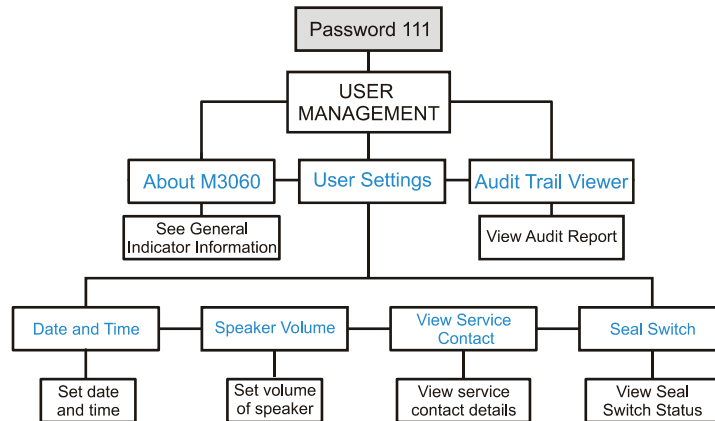 Password 111
USER
MANAGEMENT
About M3060
User Settings
Audit Trail Viewer
See General
Indicator Information
View Audit Report
Date and Time
Speaker Volume
View Service
Contact
Seal Switch
Set date
and time
Set volume
of speaker
View service
contact details
View Seal
Switch Status